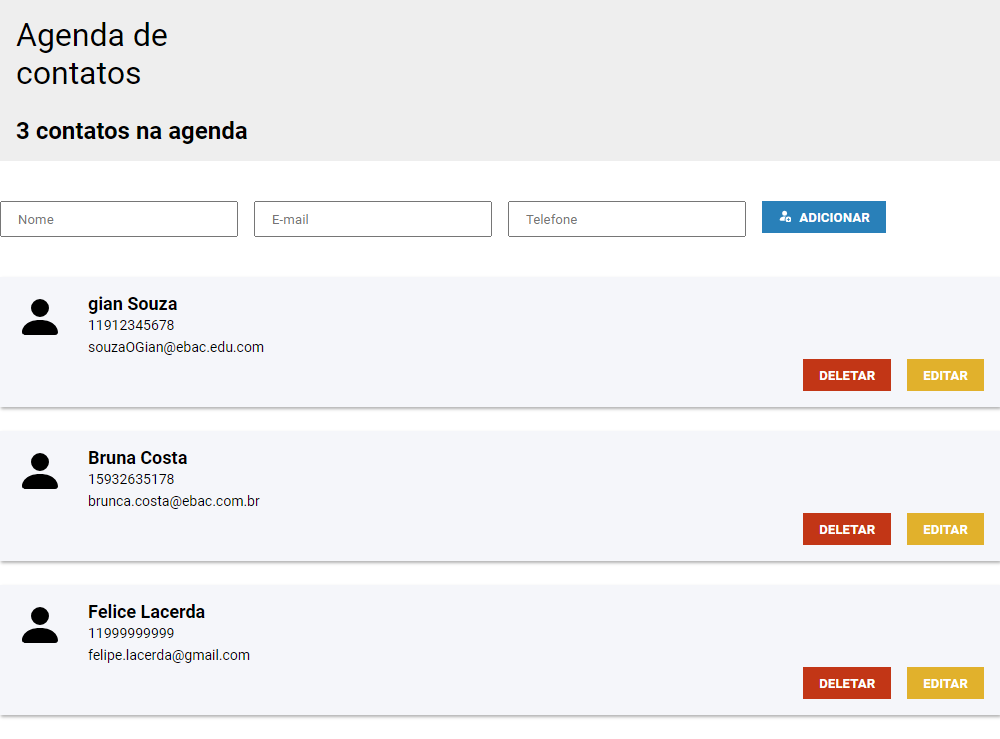 Agenda de
contatos
3 contatos na agenda
Nome E-mail Telefone ADICIONAR
gian Souza
11912345678
souzaOGian@ebac.edu.com
DELETAR EDITAR
Bruna Costa
15932635178
brunca.costa@ebac.com.br
DELETAR EDITAR
Felice Lacerda
11999999999
felipe.lacerda@gmail.com
DELETAR EDITAR